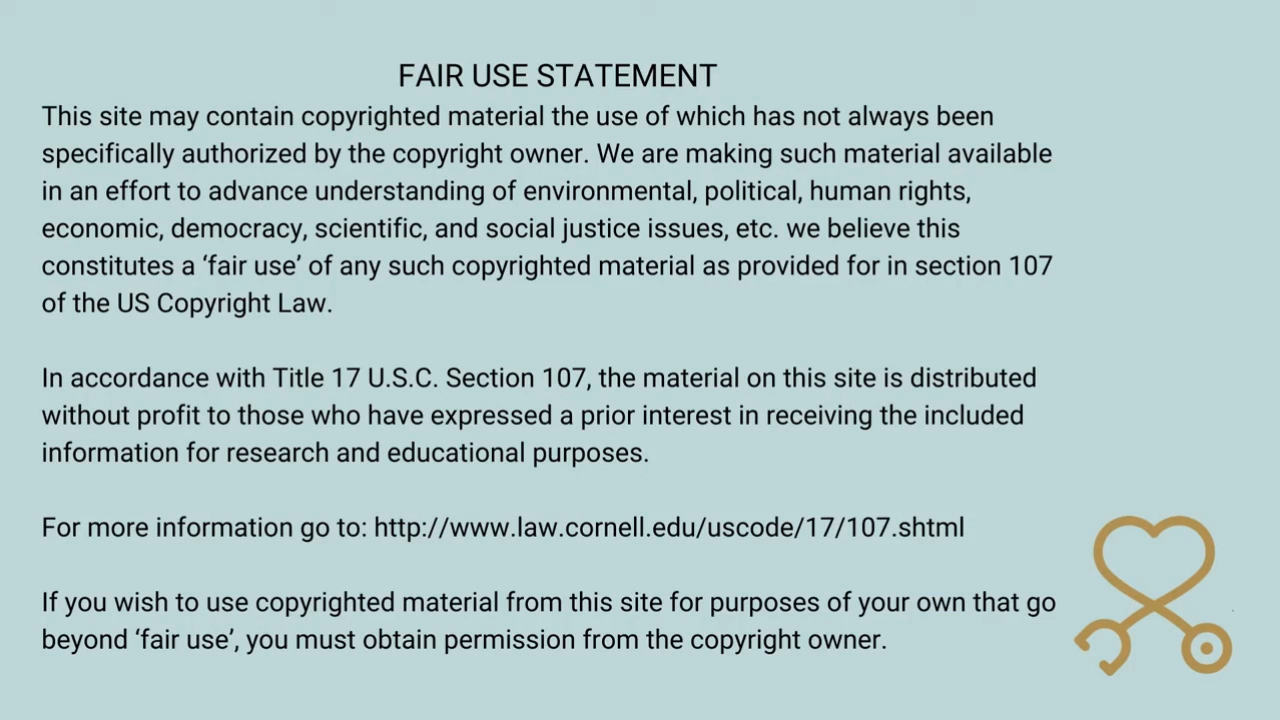 FAIR USE STATEMENT
This site may contain copyrighted material the use of which has not always been
specifically authorized by the copyright owner. We are making such material available
in an effort to advance understanding of environmental, political, human rights,
economic, democracy, scientific, and social justice issues, etc. we believe this
constitutes a ‘fair use’ of any such copyrighted material as provided for in section 107
of the US Copyright Law.
In accordance with Title 17 U.S.C. Section 107, the material on this site is distributed
without profit to those who have expressed a prior interest in receiving the included
information for research and educational purposes.
For more information go to: http://www.law.cornell.edu/uscode/17/107.shtml
If you wish to use copyrighted material from this site for purposes of your own that go
beyond ‘fair use’, you must obtain permission from the copyright owner.